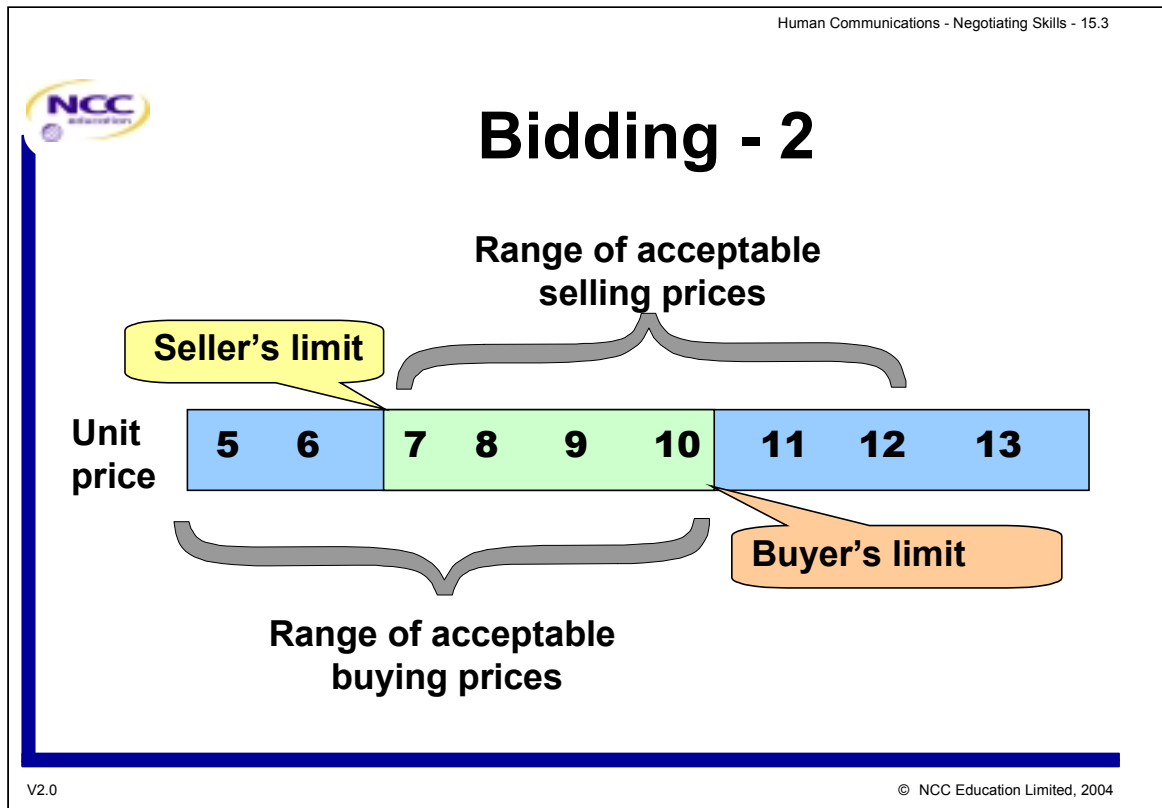 Human Communications - Negotiating Skills - 15.3
NCC
education
Bidding - 2
Range of acceptable
selling prices
Seller’s limit
Unit
price
5 6 7 8 9 10 11 12 13
Buyer’s limit
Range of acceptable
buying prices
V2.0
© NCC Education Limited, 2004